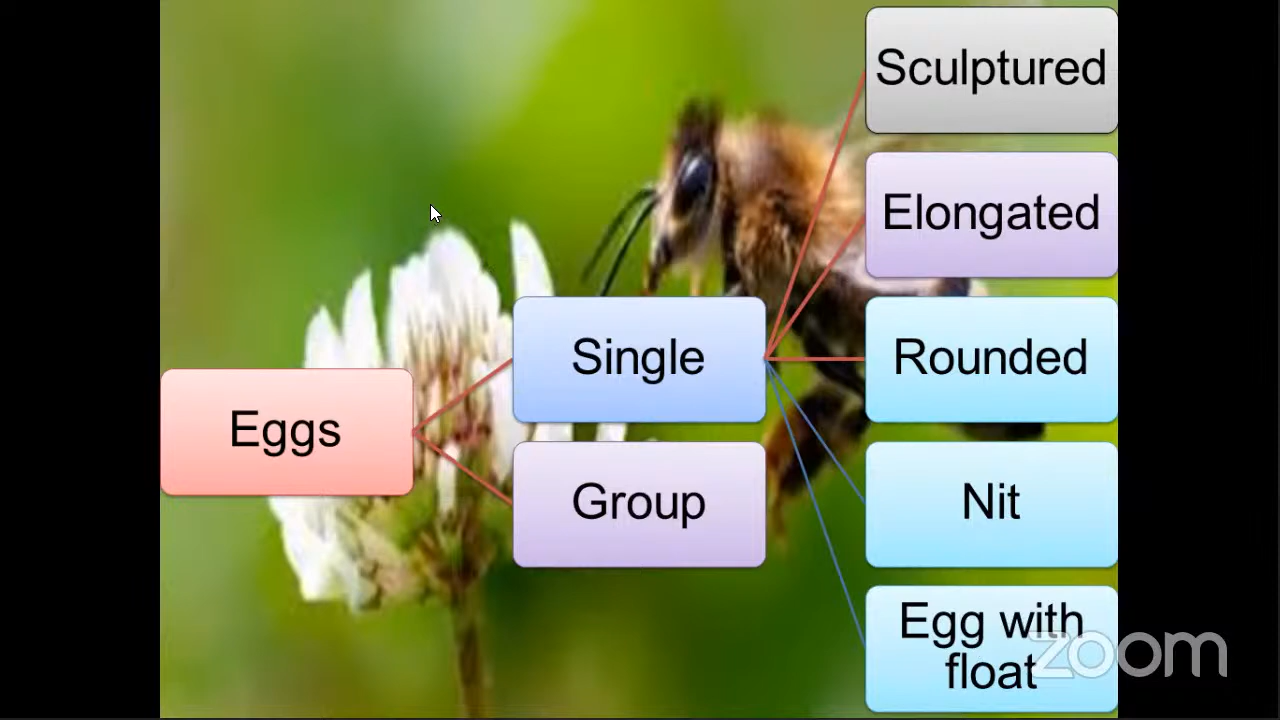 Sculptured
Elongated
Single
Rounded
Eggs
Group
Nit
Egg with
float
zoom